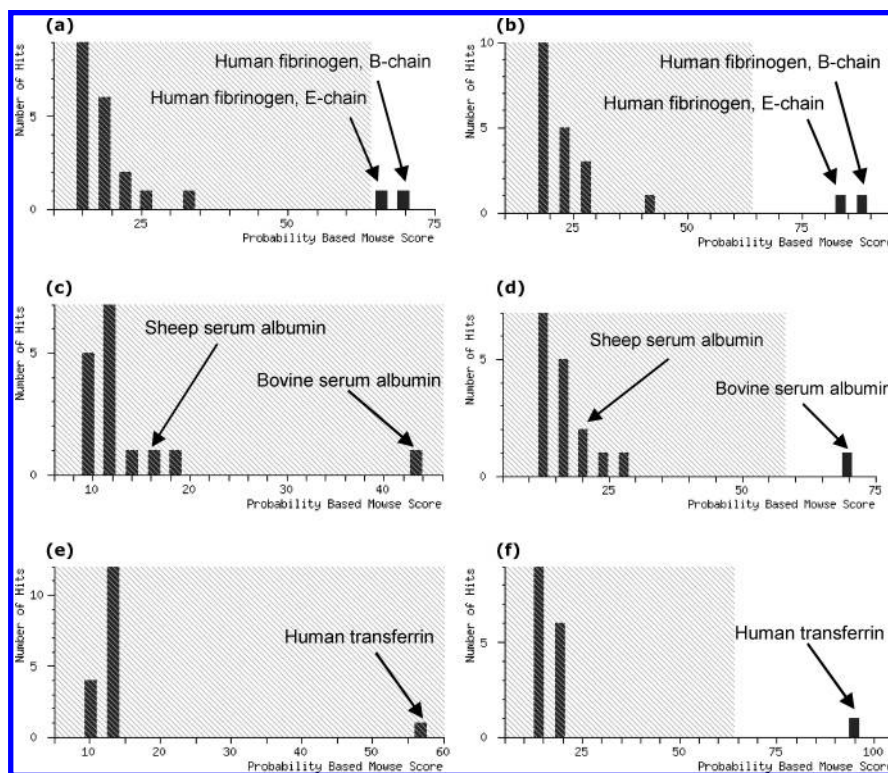 (a)
Number of Hits
5
0
Human fibrinogen, B-chain
Human fibrinogen, E-chain
25
50
75
Probability Based Mowse Score
(b)
Number of Hits
10
5
0
Human fibrinogen, B-chain
Human fibrinogen, E-chain
25
50
75
Probability Based Mowse Score
(c)
Number of Hits
5
0
Sheep serum albumin
Bovine serum albumin
10
20
30
40
Probability Based Mowse Score
(d)
Number of Hits
5
0
Sheep serum albumin
Bovine serum albumin
25
50
75
Probability Based Mowse Score
(e)
Number of Hits
10
5
0
Human transferrin
10
20
30
40
50
60
Probability Based Mowse Score
(f)
Number of Hits
5
0
Human transferrin
25
50
75
100
Probability Based Mowse Score